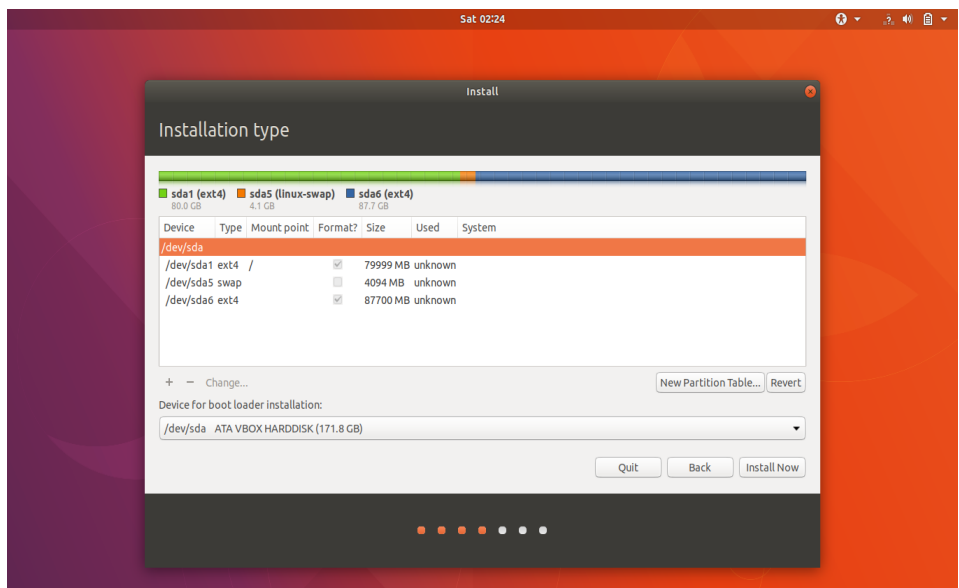 Sat 02:24
Install
Installation type
sda1 (ext4) sda5 (linux-swap) sda6 (ext4)
80.0 GB 4.1 GB 87.7 GB
Device Type Mount point Format? Size Used System
/dev/sda
/dev/sda1 ext4 / 79999 MB unknown
/dev/sda5 swap 4094 MB unknown
/dev/sda6 ext4 87700 MB unknown
+ − Change... New Partition Table... Revert
Device for boot loader installation:
/dev/sda ATA VBOX HARDDISK (171.8 GB)
Quit Back Install Now